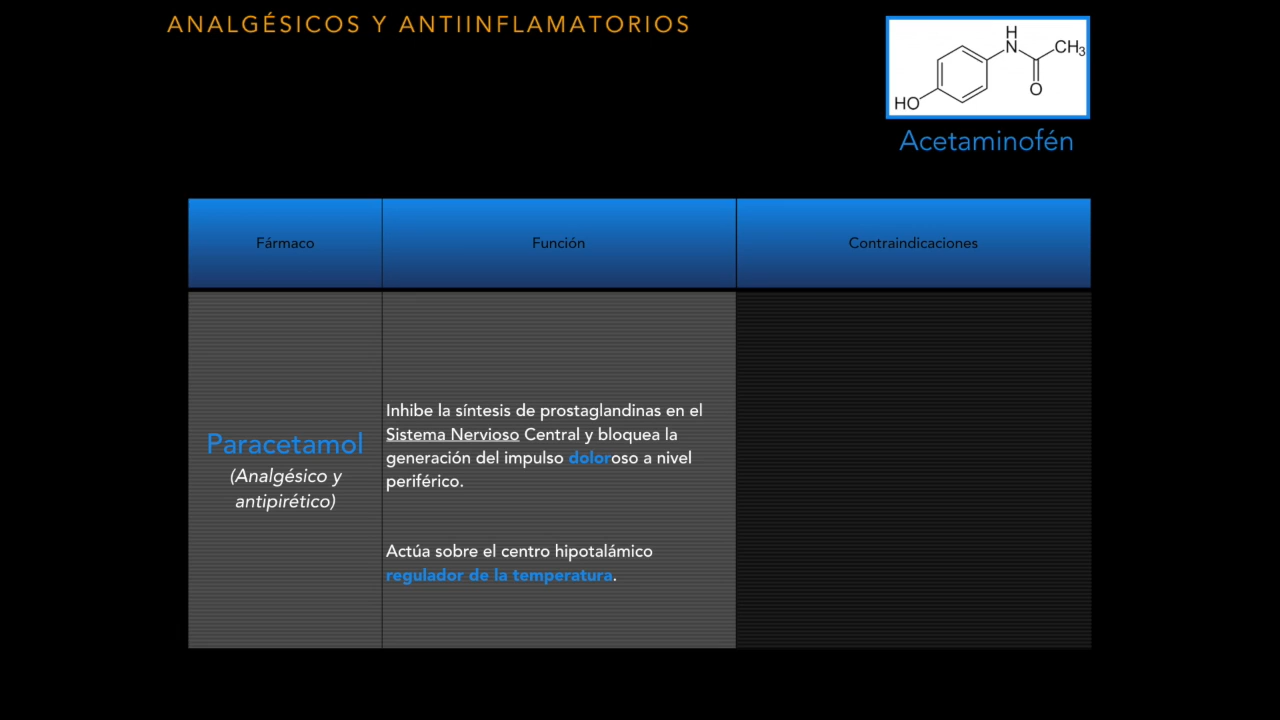 ANALGÉSICOS Y ANTIINFLAMATORIOS
H
N
CH3
O
HO
Acetaminofén
Fármaco
Función
Contraindicaciones
Paracetamol
(Analgésico y
antipirético)
Inhibe la síntesis de prostaglandinas en el
Sistema Nervioso Central y bloquea la
generación del impulso doloroso a nivel
periférico.
Actúa sobre el centro hipotalámico
regulador de la temperatura.